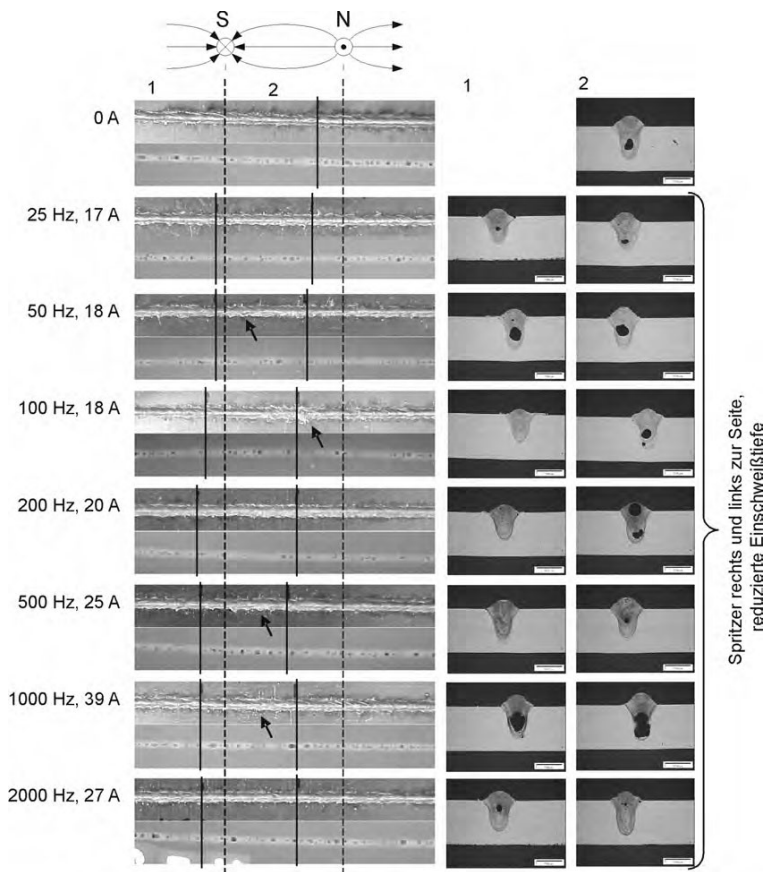 S N
1 2 1 2
0 A
25 Hz, 17 A
50 Hz, 18 A
100 Hz, 18 A
200 Hz, 20 A
500 Hz, 25 A
1000 Hz, 39 A
2000 Hz, 27 A
Spritzer rechts und links zur Seite,
reduzierte Einschweißtiefe